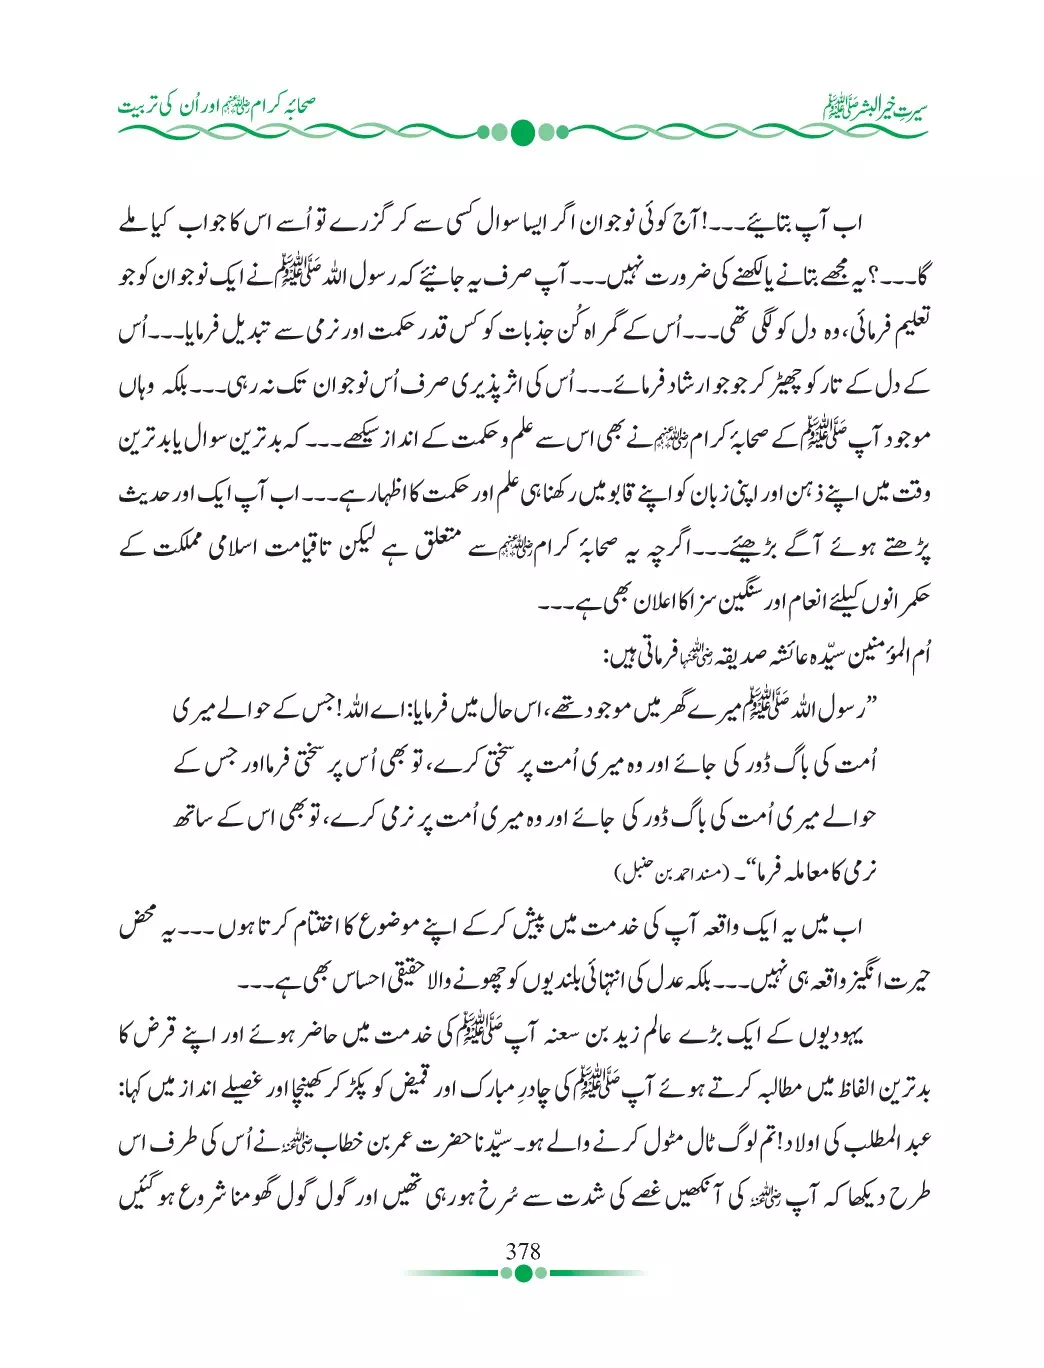 سیرتِ خیر البشر ﷺ
صحابۂ کرام رضی اللہ عنہم اور اُن کی تربیت
اب آپ بتائیے۔۔۔! آج کوئی نوجوان اگر ایسا سوال کسی سے کر گزرے تو اُسے اس کا جواب کیا ملے
گا۔۔۔؟ یہ مجھے بتانے یا لکھنے کی ضرورت نہیں۔۔۔ آپ صرف یہ جانئیے کہ رسول اللہ ﷺ نے ایک نوجوان کو جو
تعلیم فرمائی، وہ دل کو لگی تھی۔۔۔ اُس کے گمراہ کُن جذبات کو کس قدر حکمت اور نرمی سے تبدیل فرمایا۔۔۔ اُس
کے دل کے تار کو چھیڑ کر جو جو ارشاد فرمائے۔۔۔ اُس کی اثر پذیری صرف اُس نوجوان تک نہ رہی۔۔۔ بلکہ وہاں
موجود آپ ﷺ کے صحابۂ کرام رضی اللہ عنہم نے بھی اس سے علم و حکمت کے انداز سیکھے۔۔۔ کہ بدترین سوال یا بدترین
وقت میں اپنے ذہن اور اپنی زبان کو اپنے قابو میں رکھنا ہی علم اور حکمت کا اظہار ہے۔۔۔ اب آپ ایک اور حدیث
پڑھتے ہوئے آگے بڑھیئے۔۔۔ اگرچہ یہ صحابۂ کرام رضی اللہ عنہم سے متعلق ہے لیکن تاقیامت اسلامی مملکت کے
حکمرانوں کیلئے انعام اور سنگین سزا کا اعلان بھی ہے۔۔۔
اُم المؤمنین سیّدہ عائشہ صدیقہ رضی اللہ عنہا فرماتی ہیں:
”رسول اللہ ﷺ میرے گھر میں موجود تھے، اس حال میں فرمایا: اے اللہ! جس کے حوالے میری
اُمت کی باگ ڈور کی جائے اور وہ میری اُمت پر سختی کرے، تو بھی اُس پر سختی فرما اور جس کے
حوالے میری اُمت کی باگ ڈور کی جائے اور وہ میری اُمت پر نرمی کرے، تو بھی اس کے ساتھ
نرمی کا معاملہ فرما“۔ (مسند احمد بن حنبل)
اب میں یہ ایک واقعہ آپ کی خدمت میں پیش کر کے اپنے موضوع کا اختتام کرتا ہوں۔۔۔ یہ محض
حیرت انگیز واقعہ ہی نہیں۔۔۔ بلکہ عدل کی انتہائی بلندیوں کو چھونے والا حقیقی احساس بھی ہے۔۔۔
یہودیوں کے ایک بڑے عالم زید بن سعنہ آپ ﷺ کی خدمت میں حاضر ہوئے اور اپنے قرض کا
بدترین الفاظ میں مطالبہ کرتے ہوئے آپ ﷺ کی چادرِ مبارک اور قمیض کو پکڑ کر کھینچا اور غصیلے انداز میں کہا:
عبد المطلب کی اولاد! تم لوگ ٹال مٹول کرنے والے ہو۔ سیّدنا حضرت عمر بن خطاب رضی اللہ عنہ نے اُس کی طرف اس
طرح دیکھا کہ آپ رضی اللہ عنہ کی آنکھیں غصے کی شدت سے سُرخ ہو رہی تھیں اور گول گول گھومنا شروع ہو گئیں
378